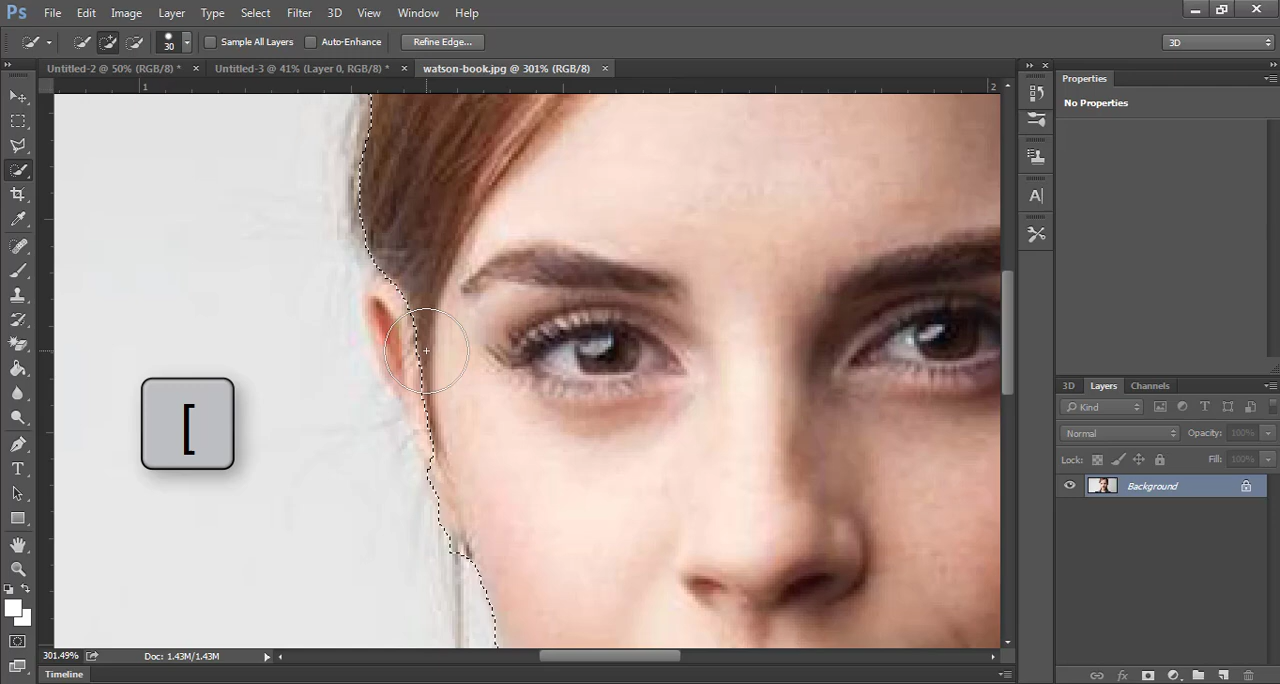 Ps File Edit Image Layer Type Select Filter 3D View Window Help
30 Sample All Layers Auto-Enhance Refine Edge... 3D
Untitled-2 @ 50% (RGB/8) * × Untitled-3 @ 41% (Layer 0, RGB/8) * × watson-book.jpg @ 301% (RGB/8) ×
1 2
Properties
No Properties
[
3D Layers Channels
Kind
Normal Opacity: 100%
Lock: Fill: 100%
Background
301.49% Doc: 1.43M/1.43M
Timeline